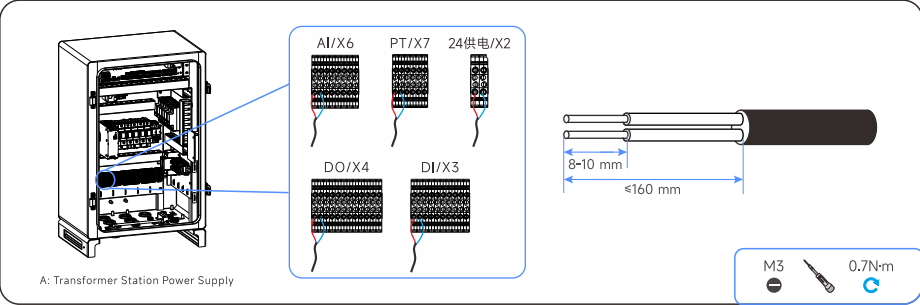 AI/X6
PT/X7
24供电/X2
DO/X4
DI/X3
8-10 mm
≤160 mm
A: Transformer Station Power Supply
M3
0.7N·m